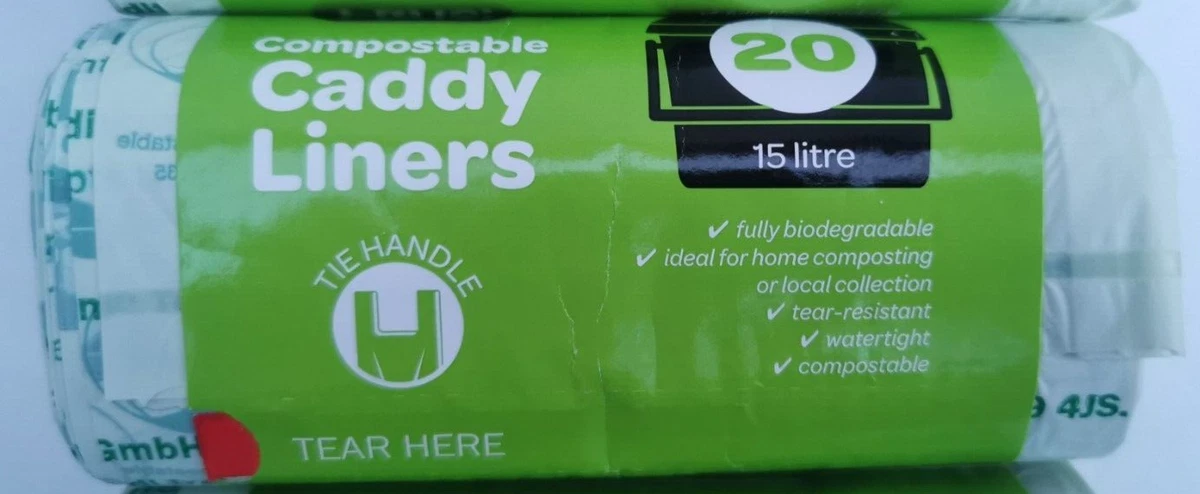 Compostable
Caddy
Liners
TIE HANDLE
TEAR HERE
20
15 litre
✔ fully biodegradable
✔ ideal for home composting
or local collection
✔ tear-resistant
✔ watertight
✔ compostable
4JS.